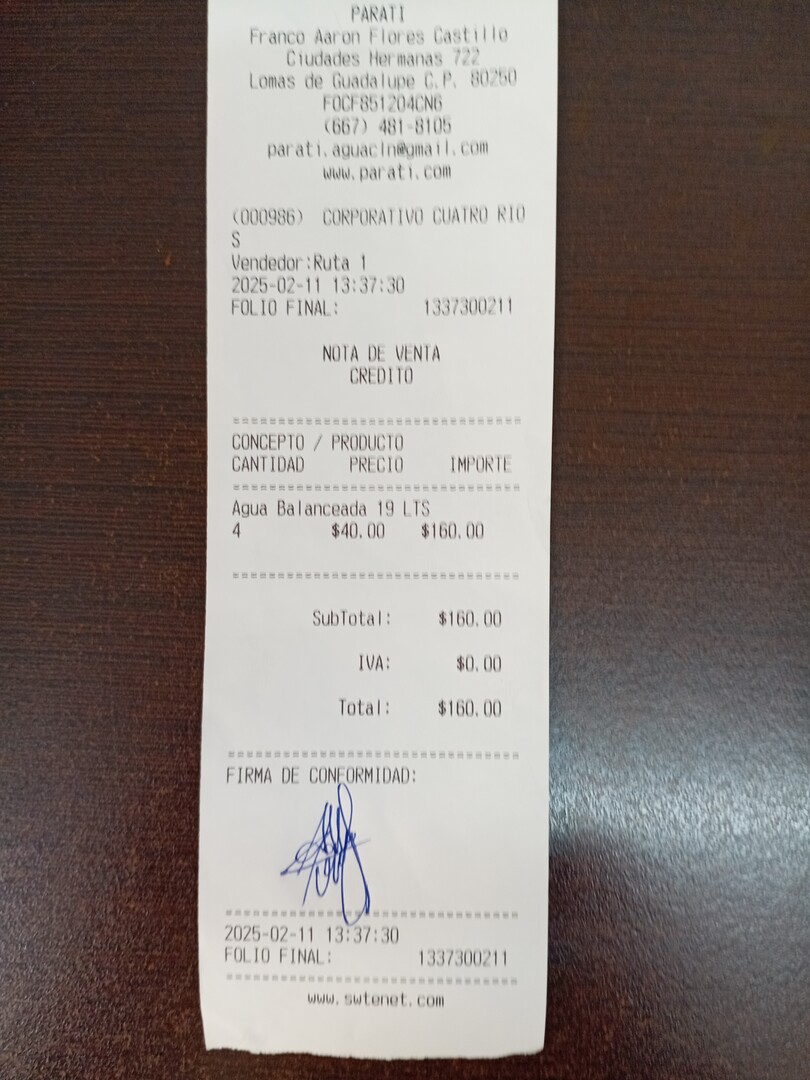 PARATI
Franco Aaron Flores Castillo
Ciudades Hermanas 722
Lomas de Guadalupe C.P. 80250
FOCF851204CN6
(667) 481-8105
parati.aguacln@gmail.com
www.parati.com
(000986) CORPORATIVO CUATRO RIO
S
Vendedor:Ruta 1
2025-02-11 13:37:30
FOLIO FINAL: 1337300211
NOTA DE VENTA
CREDITO
================================
CONCEPTO / PRODUCTO
CANTIDAD PRECIO IMPORTE
================================
Agua Balanceada 19 LTS
4 $40.00 $160.00
================================
SubTotal: $160.00
IVA: $0.00
Total: $160.00
================================
FIRMA DE CONFORMIDAD:
================================
2025-02-11 13:37:30
FOLIO FINAL: 1337300211
================================
www.swtenet.com